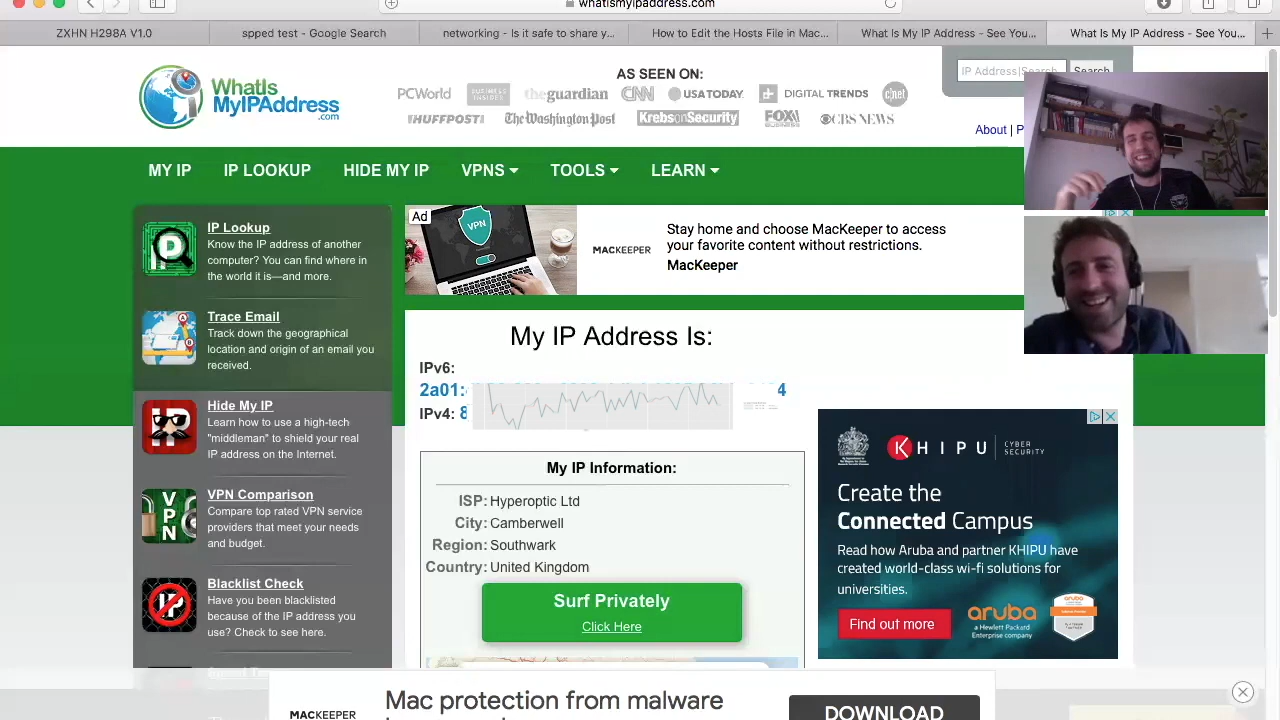 whatismyipaddress.com
ZXHN H298A V1.0
spped test - Google Search
networking - Is it safe to share y...
How to Edit the Hosts File in Mac...
What Is My IP Address - See You...
What Is My IP Address - See You...
WhatIs
MyIPAddress
.com
AS SEEN ON:
PCWorld
BUSINESS
INSIDER
theguardian
CNN
USA TODAY.
DIGITAL TRENDS
c|net
IHUFFPOSTI
The Washington Post
KrebsonSecurity
FOX
NEWS
CBS NEWS
IP Address
Search
About | P
MY IP
IP LOOKUP
HIDE MY IP
VPNS
TOOLS
LEARN
IP Lookup
Know the IP address of another
computer? You can find where in
the world it is—and more.
Trace Email
Track down the geographical
location and origin of an email you
received.
Hide My IP
Learn how to use a high-tech
"middleman" to shield your real
IP address on the Internet.
VPN Comparison
Compare top rated VPN service
providers that meet your needs
and budget.
Blacklist Check
Have you been blacklisted
because of the IP address you
use? Check to see here.
Ad
VPN
MACKEEPER
Stay home and choose MacKeeper to access
your favorite content without restrictions.
MacKeeper
My IP Address Is:
IPv6:
2a01: 4
IPv4: 8
My IP Information:
ISP: Hyperoptic Ltd
City: Camberwell
Region: Southwark
Country: United Kingdom
Surf Privately
Click Here
KHIPU
CYBER
SECURITY
Create the
Connected Campus
Read how Aruba and partner KHIPU have
created world-class wi-fi solutions for
universities.
Find out more
aruba
a Hewlett Packard
Enterprise company
MACKEEPER
Mac protection from malware
DOWNLOAD